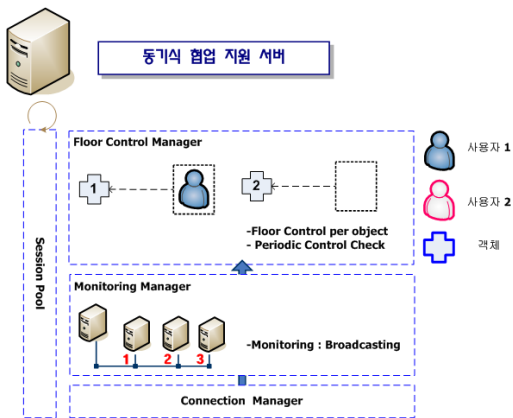 동기식 협업 지원 서버
Floor Control Manager
1
2
-Floor Control per object
- Periodic Control Check
사용자 1
사용자 2
객체
Session Pool
Monitoring Manager
1 2 3
-Monitoring : Broadcasting
Connection Manager